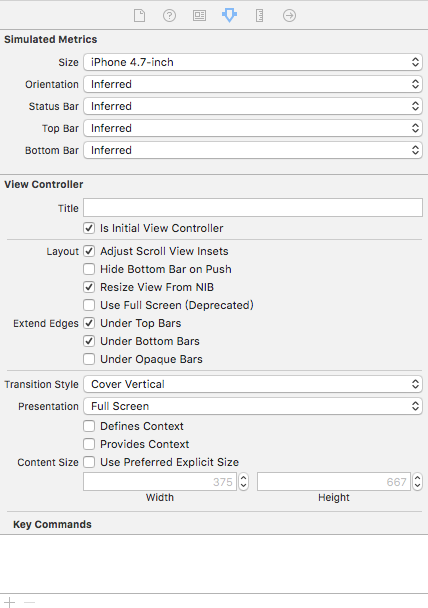 Simulated Metrics
Size iPhone 4.7-inch
Orientation Inferred
Status Bar Inferred
Top Bar Inferred
Bottom Bar Inferred
View Controller
Title
Is Initial View Controller
Layout Adjust Scroll View Insets
Hide Bottom Bar on Push
Resize View From NIB
Use Full Screen (Deprecated)
Extend Edges Under Top Bars
Under Bottom Bars
Under Opaque Bars
Transition Style Cover Vertical
Presentation Full Screen
Defines Context
Provides Context
Content Size Use Preferred Explicit Size
375 667
Width Height
Key Commands